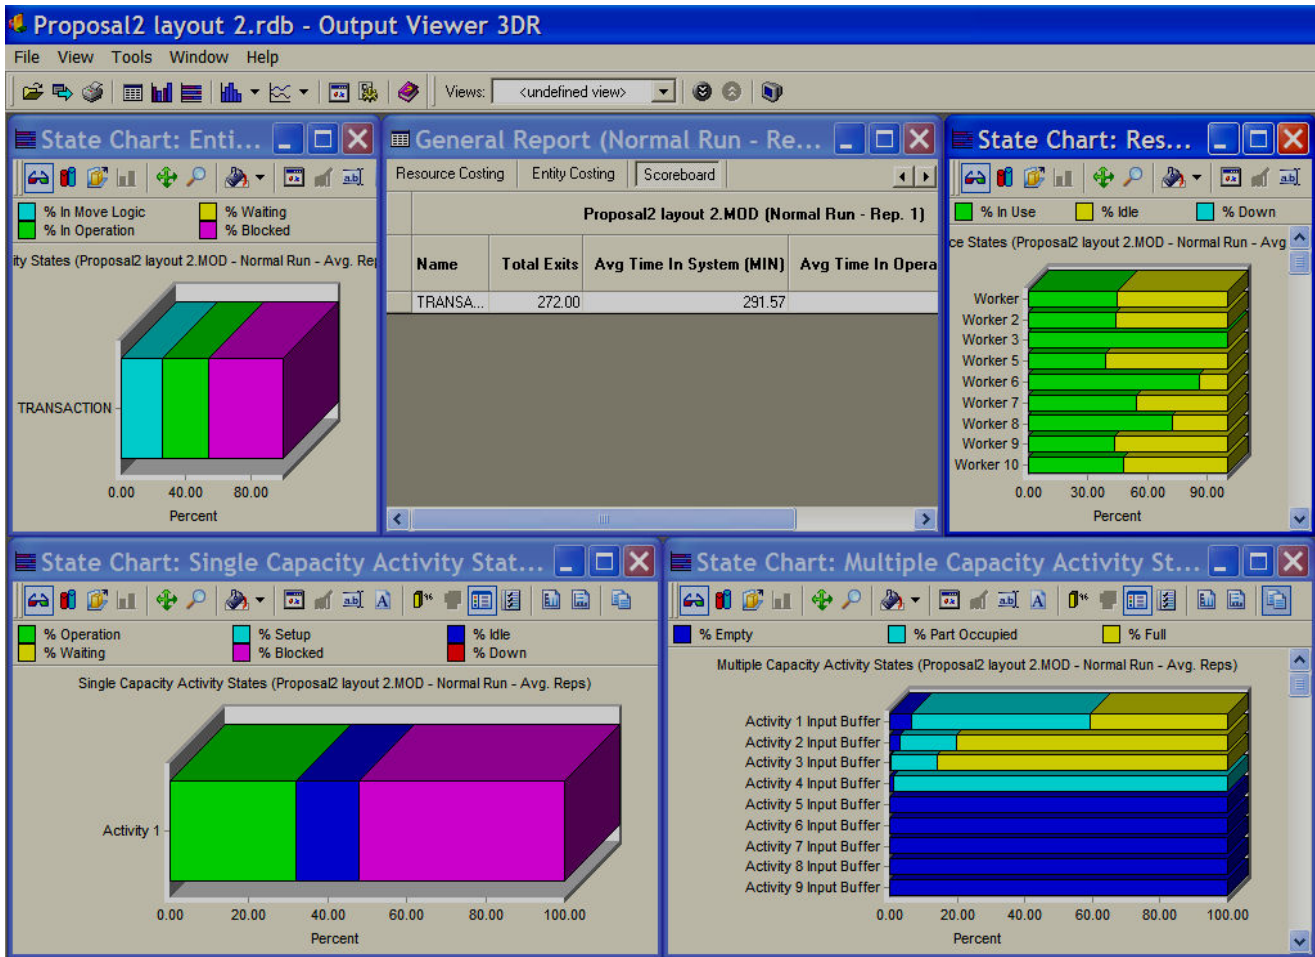 Proposal2 layout 2.rdb - Output Viewer 3DR
File View Tools Window Help
Views: <undefined view>
State Chart: Enti...
% In Move Logic % Waiting
% In Operation % Blocked
ity States (Proposal2 layout 2.MOD - Normal Run - Avg. Rep
TRANSACTION
0.00 40.00 80.00
Percent
General Report (Normal Run - Re...
Resource Costing Entity Costing Scoreboard
Proposal2 layout 2.MOD (Normal Run - Rep. 1)
Name Total Exits Avg Time In System (MIN) Avg Time In Opera
TRANSA... 272.00 291.57
State Chart: Res...
% In Use % Idle % Down
ce States (Proposal2 layout 2.MOD - Normal Run - Avg
Worker
Worker 2
Worker 3
Worker 5
Worker 6
Worker 7
Worker 8
Worker 9
Worker 10
0.00 30.00 60.00 90.00
Percent
State Chart: Single Capacity Activity Stat...
% Operation % Setup % Idle
% Waiting % Blocked % Down
Single Capacity Activity States (Proposal2 layout 2.MOD - Normal Run - Avg. Reps)
Activity 1
0.00 20.00 40.00 60.00 80.00 100.00
Percent
State Chart: Multiple Capacity Activity St...
% Empty % Part Occupied % Full
Multiple Capacity Activity States (Proposal2 layout 2.MOD - Normal Run - Avg. Reps)
Activity 1 Input Buffer
Activity 2 Input Buffer
Activity 3 Input Buffer
Activity 4 Input Buffer
Activity 5 Input Buffer
Activity 6 Input Buffer
Activity 7 Input Buffer
Activity 8 Input Buffer
Activity 9 Input Buffer
0.00 20.00 40.00 60.00 80.00 100.00
Percent